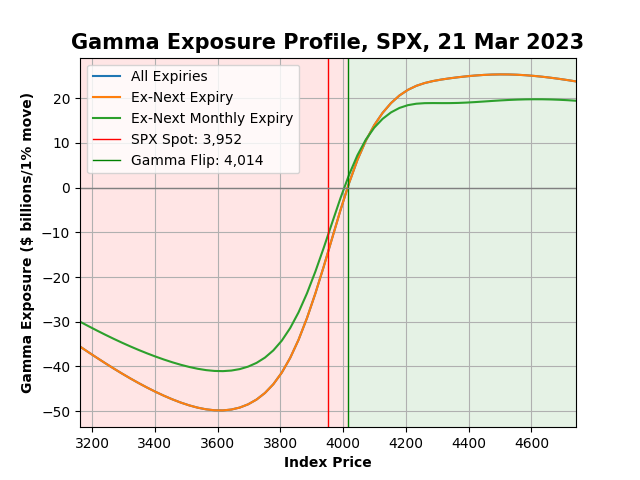 Gamma Exposure Profile, SPX, 21 Mar 2023
All Expiries
Ex-Next Expiry
Ex-Next Monthly Expiry
SPX Spot: 3,952
Gamma Flip: 4,014
Gamma Exposure ($ billions/1% move)
20
10
0
−10
−20
−30
−40
−50
3200 3400 3600 3800 4000 4200 4400 4600
Index Price